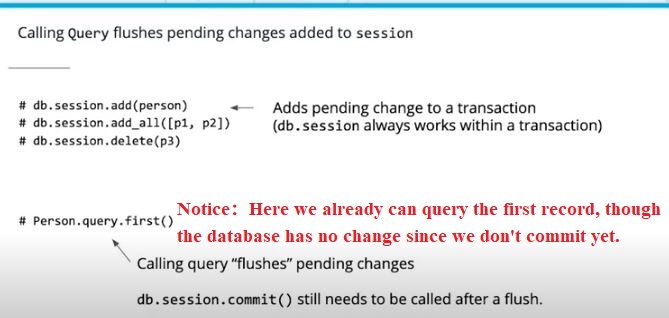 Calling Query flushes pending changes added to session
# db.session.add(person)
# db.session.add_all([p1, p2])
# db.session.delete(p3)
Adds pending change to a transaction
(db.session always works within a transaction)
# Person.query.first()
Notice: Here we already can query the first record, though
the database has no change since we don't commit yet.
Calling query “flushes” pending changes
db.session.commit() still needs to be called after a flush.